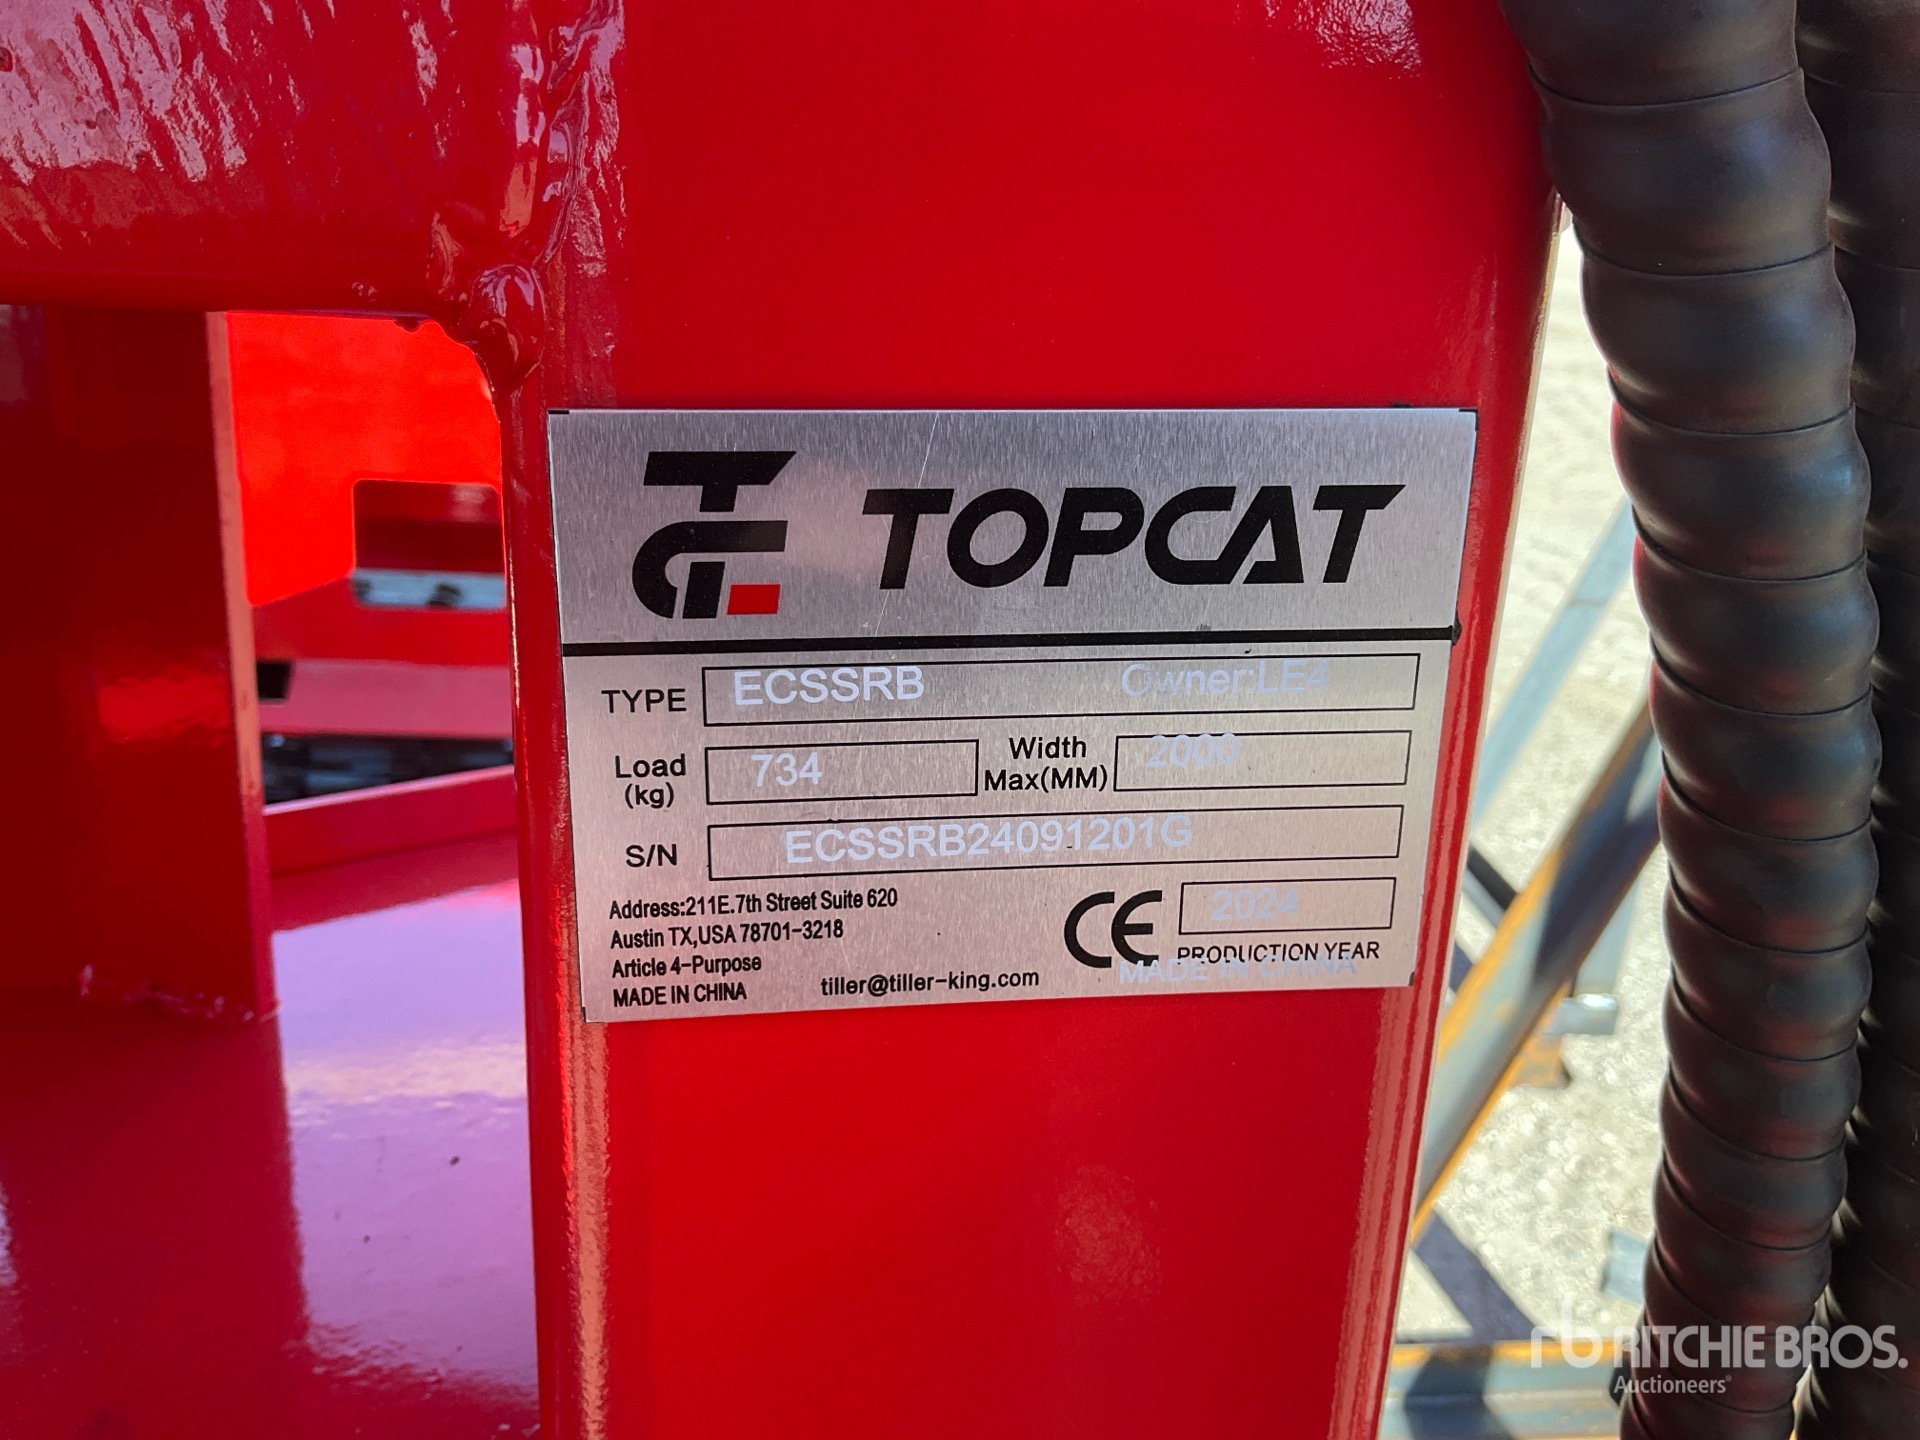 TOPCAT
TYPE ECSSRB Owner:LE4
Load (kg) 734 Width Max(MM) 2000
S/N ECSSRB24091201G
Address:211E.7th Street Suite 620
Austin TX,USA 78701-3218
Article 4-Purpose
MADE IN CHINA
tiller@tiller-king.com
CE 2024
PRODUCTION YEAR
MADE IN CHINA
rb RITCHIE BROS.
Auctioneers®